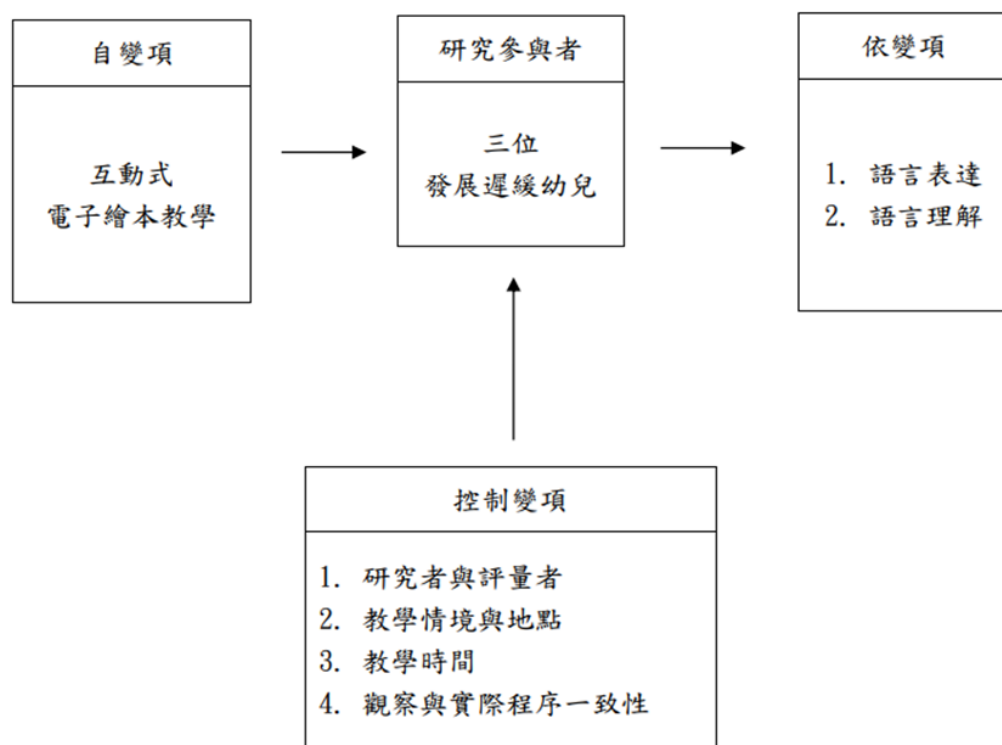 自變項
互動式
電子繪本教學
研究參與者
三位
發展遲緩幼兒
依變項
1. 語言表達
2. 語言理解
控制變項
1. 研究者與評量者
2. 教學情境與地點
3. 教學時間
4. 觀察與實際程序一致性